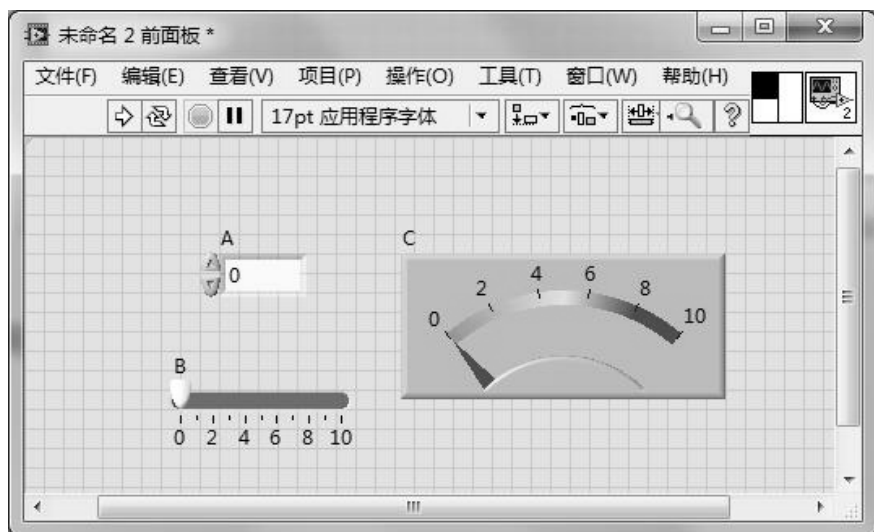 未命名 2 前面板 *
文件(F) 编辑(E) 查看(V) 项目(P) 操作(O) 工具(T) 窗口(W) 帮助(H)
17pt 应用程序字体
2
A
0
C
0 2 4 6 8 10
B
0 2 4 6 8 10